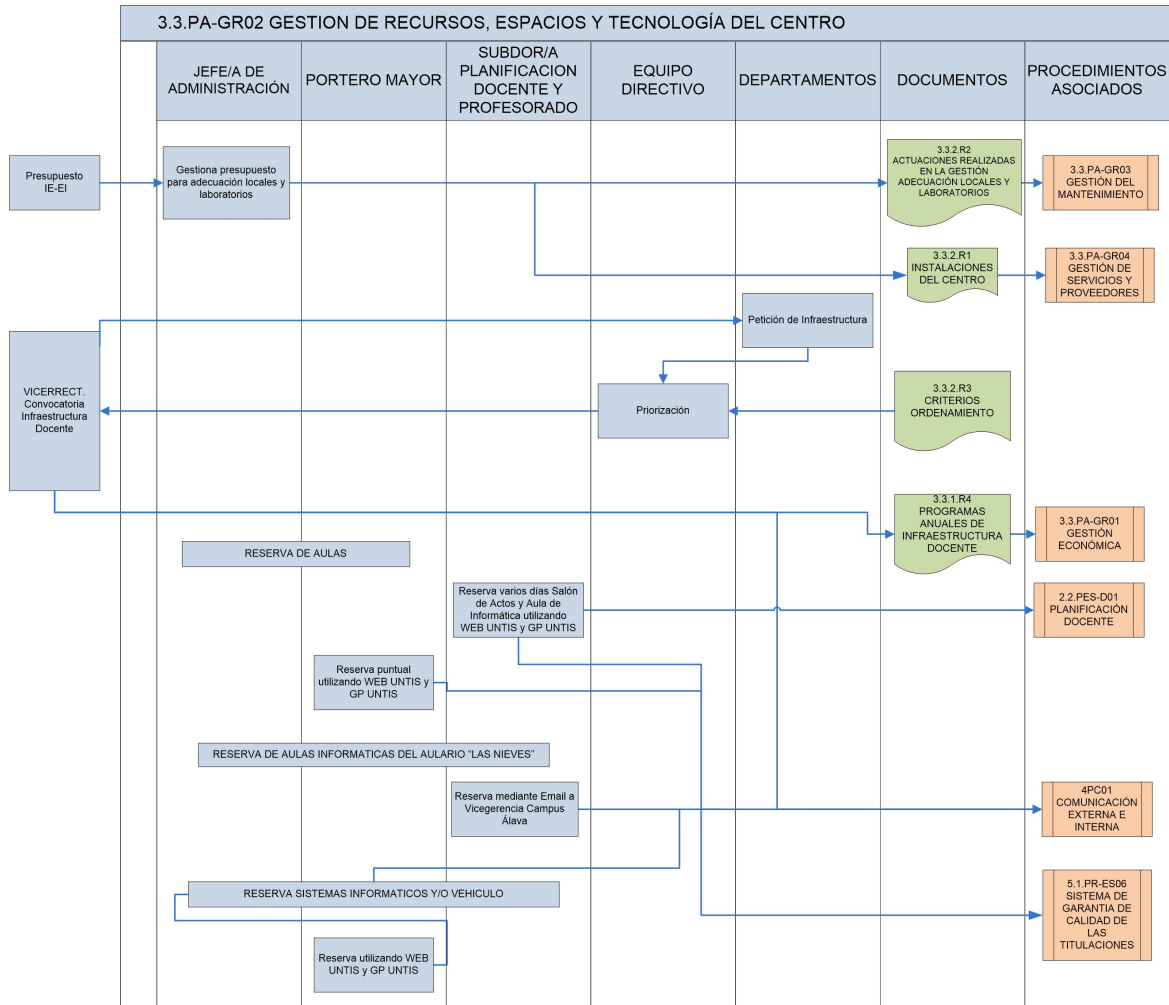 3.3.PA-GR02 GESTION DE RECURSOS, ESPACIOS Y TECNOLOGÍA DEL CENTRO
JEFE/A DE
ADMINISTRACIÓN
PORTERO MAYOR
SUBDOR/A
PLANIFICACION
DOCENTE Y
PROFESORADO
EQUIPO
DIRECTIVO
DEPARTAMENTOS
DOCUMENTOS
PROCEDIMIENTOS
ASOCIADOS
Presupuesto
IE-EI
Gestiona presupuesto
para adecuación locales y
laboratorios
3.3.2.R2
ACTUACIONES REALIZADAS
EN LA GESTIÓN
ADECUACIÓN LOCALES Y
LABORATORIOS
3.3.PA-GR03
GESTIÓN DEL
MANTENIMIENTO
3.3.2.R1
INSTALACIONES
DEL CENTRO
3.3.PA-GR04
GESTIÓN DE
SERVICIOS Y
PROVEEDORES
Petición de Infraestructura
VICERRECT.
Convocatoria
Infraestructura
Docente
Priorización
3.3.2.R3
CRITERIOS
ORDENAMIENTO
3.3.1.R4
PROGRAMAS
ANUALES DE
INFRAESTRUCTURA
DOCENTE
3.3.PA-GR01
GESTIÓN
ECONÓMICA
RESERVA DE AULAS
Reserva varios días Salón
de Actos y Aula de
Informática utilizando
WEB UNTIS y GP UNTIS
2.2.PES-D01
PLANIFICACIÓN
DOCENTE
Reserva puntual
utilizando WEB UNTIS y
GP UNTIS
RESERVA DE AULAS INFORMATICAS DEL AULARIO “LAS NIEVES”
Reserva mediante Email a
Vicegerencia Campus
Álava
4PC01
COMUNICACIÓN
EXTERNA E
INTERNA
RESERVA SISTEMAS INFORMATICOS Y/O VEHICULO
5.1.PR-ES06
SISTEMA DE
GARANTIA DE
CALIDAD DE
LAS
TITULACIONES
Reserva utilizando WEB
UNTIS y GP UNTIS